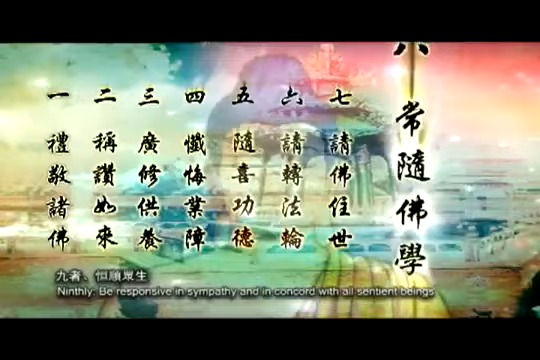 一 禮敬諸佛
二 稱讚如來
三 廣修供養
四 懺悔業障
五 隨喜功德
六 請轉法輪
七 請佛住世
八 常隨佛學
九者、恒順眾生
Ninthly: Be responsive in sympathy and in concord with all sentient beings